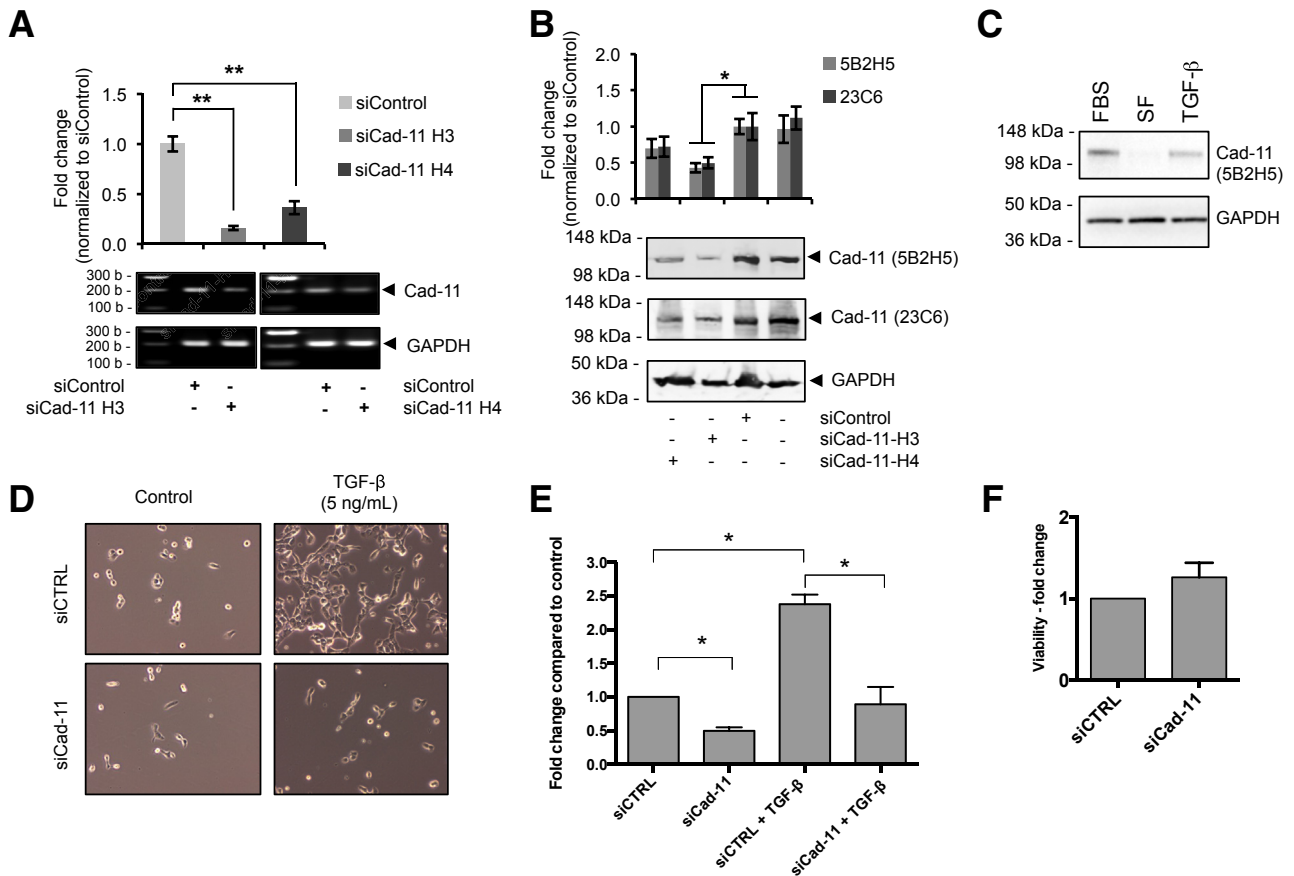 A
Fold change
(normalized to siControl)
1.5
1.0
0.5
0.0
**
**
siControl
siCad-11 H3
siCad-11 H4
300 b -
200 b -
100 b -
Cad-11
300 b -
200 b -
100 b -
GAPDH
siControl + - + - siControl
siCad-11 H3 - + - + siCad-11 H4
B
Fold change
(normalized to siControl)
2.0
1.5
1.0
0.5
0.0
*
5B2H5
23C6
148 kDa -
98 kDa -
Cad-11 (5B2H5)
148 kDa -
98 kDa -
Cad-11 (23C6)
50 kDa -
36 kDa -
GAPDH
- - + - siControl
- + - - siCad-11-H3
+ - - - siCad-11-H4
C
FBS SF TGF-β
148 kDa -
98 kDa -
Cad-11
(5B2H5)
50 kDa -
36 kDa -
GAPDH
D
Control
TGF-β
(5 ng/mL)
siCTRL
siCad-11
E
Fold change compared to control
3.0
2.5
2.0
1.5
1.0
0.5
0.0
*
*
*
siCTRL
siCad-11
siCTRL + TGF-β
siCad-11 + TGF-β
F
Viability - fold change
2
1
0
siCTRL
siCad-11